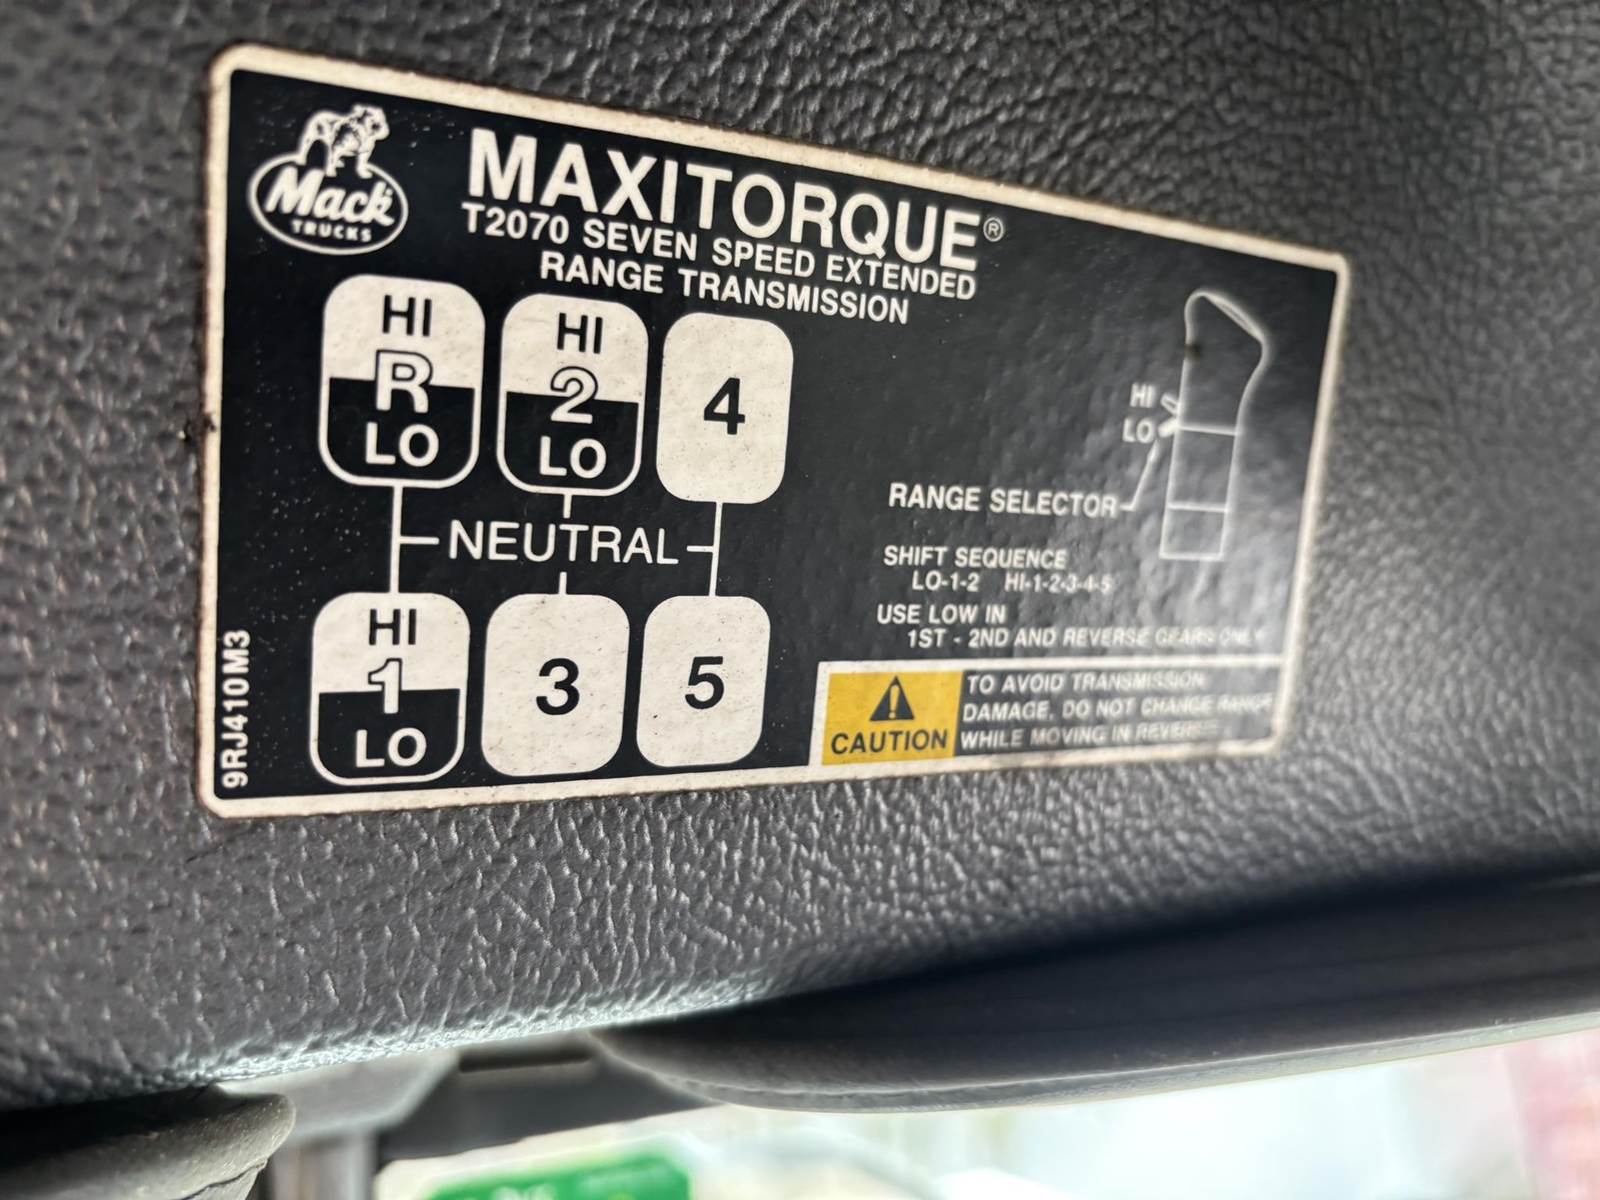 Mack
TRUCKS
MAXITORQUE®
T2070 SEVEN SPEED EXTENDED
RANGE TRANSMISSION
HI
R
LO
HI
2
LO
4
NEUTRAL
HI
1
LO
3
5
9RJ410M3
HI
LO
RANGE SELECTOR
SHIFT SEQUENCE
LO-1-2 HI-1-2-3-4-5
USE LOW IN
1ST - 2ND AND REVERSE GEARS ONLY
CAUTION
TO AVOID TRANSMISSION
DAMAGE, DO NOT CHANGE RANGE
WHILE MOVING IN REVERSE